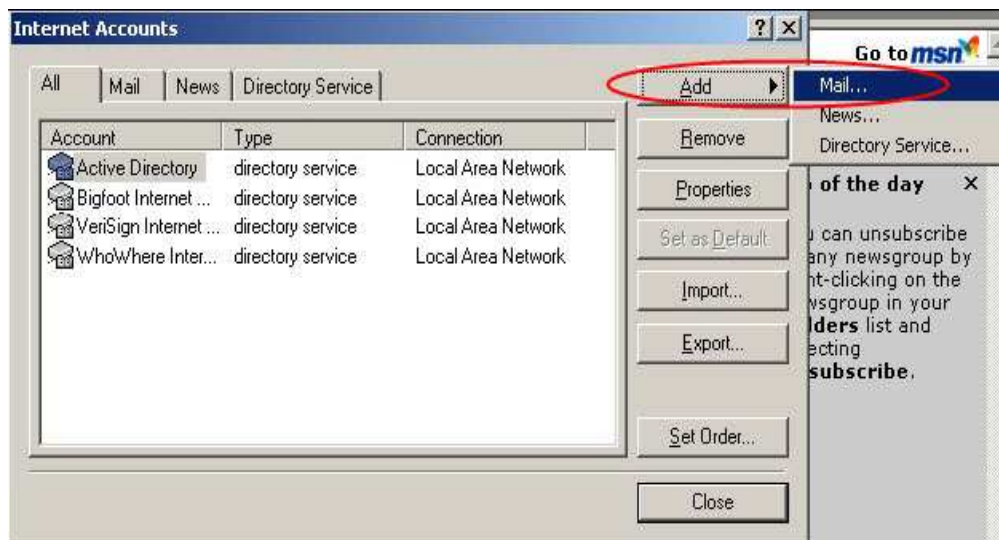 Internet Accounts
? X
Go to msn
All Mail News Directory Service
Add
Mail...
News...
Directory Service...
Account Type Connection
Active Directory directory service Local Area Network
Bigfoot Internet ... directory service Local Area Network
VeriSign Internet ... directory service Local Area Network
WhoWhere Inter... directory service Local Area Network
Remove
Properties
Set as Default
Import...
Export...
Set Order...
Close
of the day X
can unsubscribe
any newsgroup by
ht-clicking on the
wsgroup in your
lders list and
ecting
subscribe.